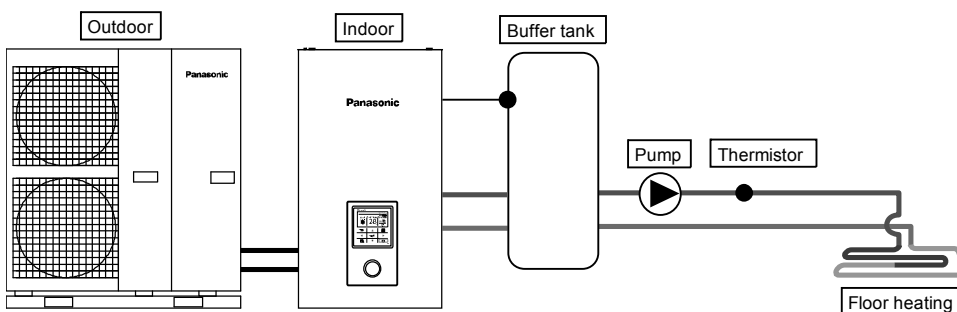 Outdoor
Indoor
Buffer tank
Panasonic
Panasonic
Pump
Thermistor
Floor heating